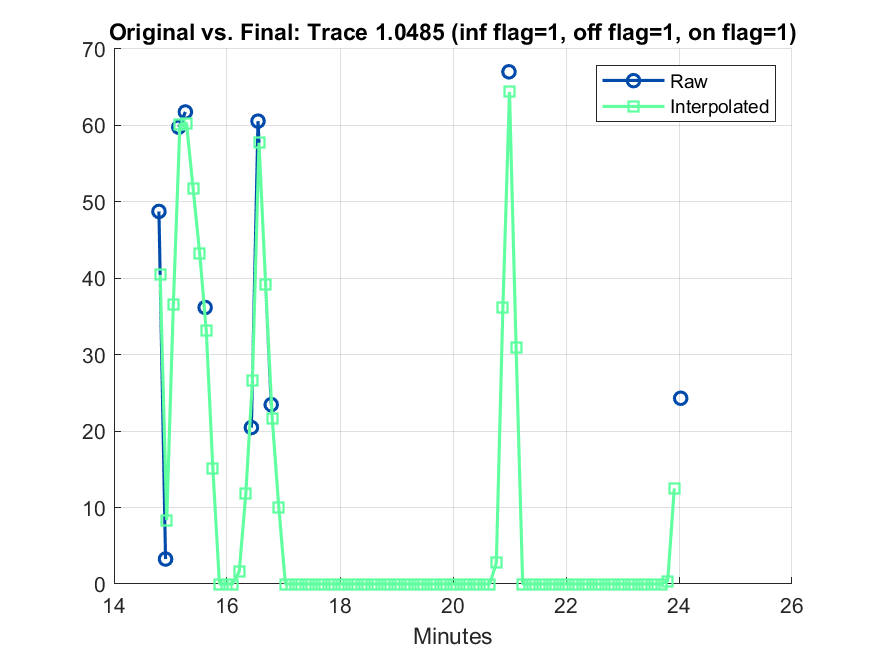 Original vs. Final: Trace 1.0485 (inf flag=1, off flag=1, on flag=1)
70
60
50
40
30
20
10
0
Raw
Interpolated
14 16 18 20 22 24 26
Minutes